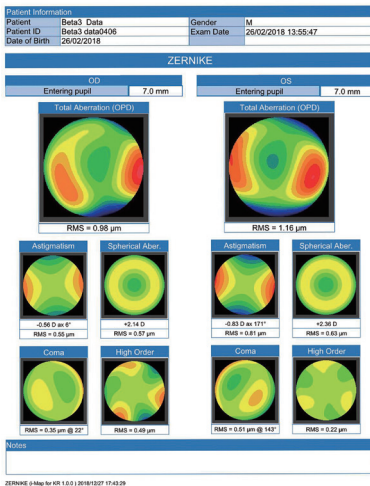 Patient Information
Patient Beta3 Data Gender M
Patient ID Beta3 data0406 Exam Date 26/02/2018 13:55:47
Date of Birth 26/02/2018
ZERNIKE
OD OS
Entering pupil 7.0 mm Entering pupil 7.0 mm
Total Aberration (OPD) Total Aberration (OPD)
RMS = 0.98 µm RMS = 1.16 µm
Astigmatism Spherical Aber. Astigmatism Spherical Aber.
-0.56 D ax 6° +2.14 D -0.83 D ax 171° +2.36 D
RMS = 0.55 µm RMS = 0.57 µm RMS = 0.81 µm RMS = 0.63 µm
Coma High Order Coma High Order
RMS = 0.35 µm @ 22° RMS = 0.49 µm RMS = 0.51 µm @ 143° RMS = 0.22 µm
Notes
ZERNIKE (i-Map for KR 1.0.0 ) 2018/12/27 17:43:29